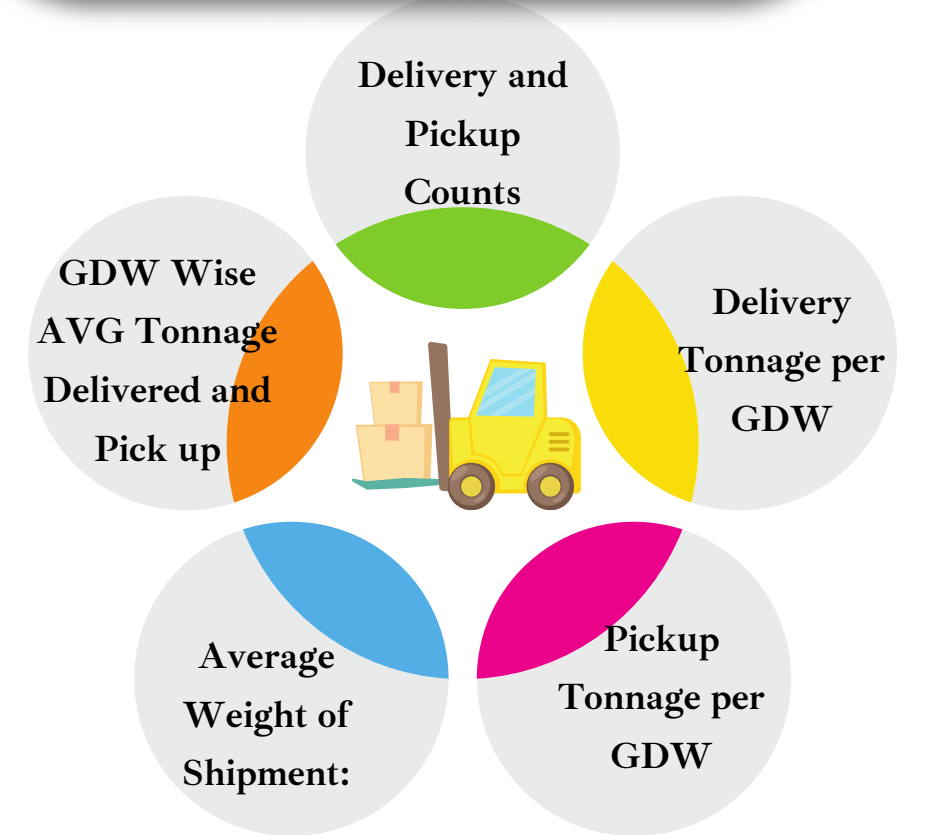 Delivery and
Pickup
Counts
GDW Wise
AVG Tonnage
Delivered and
Pick up
Delivery
Tonnage per
GDW
Average
Weight of
Shipment:
Pickup
Tonnage per
GDW